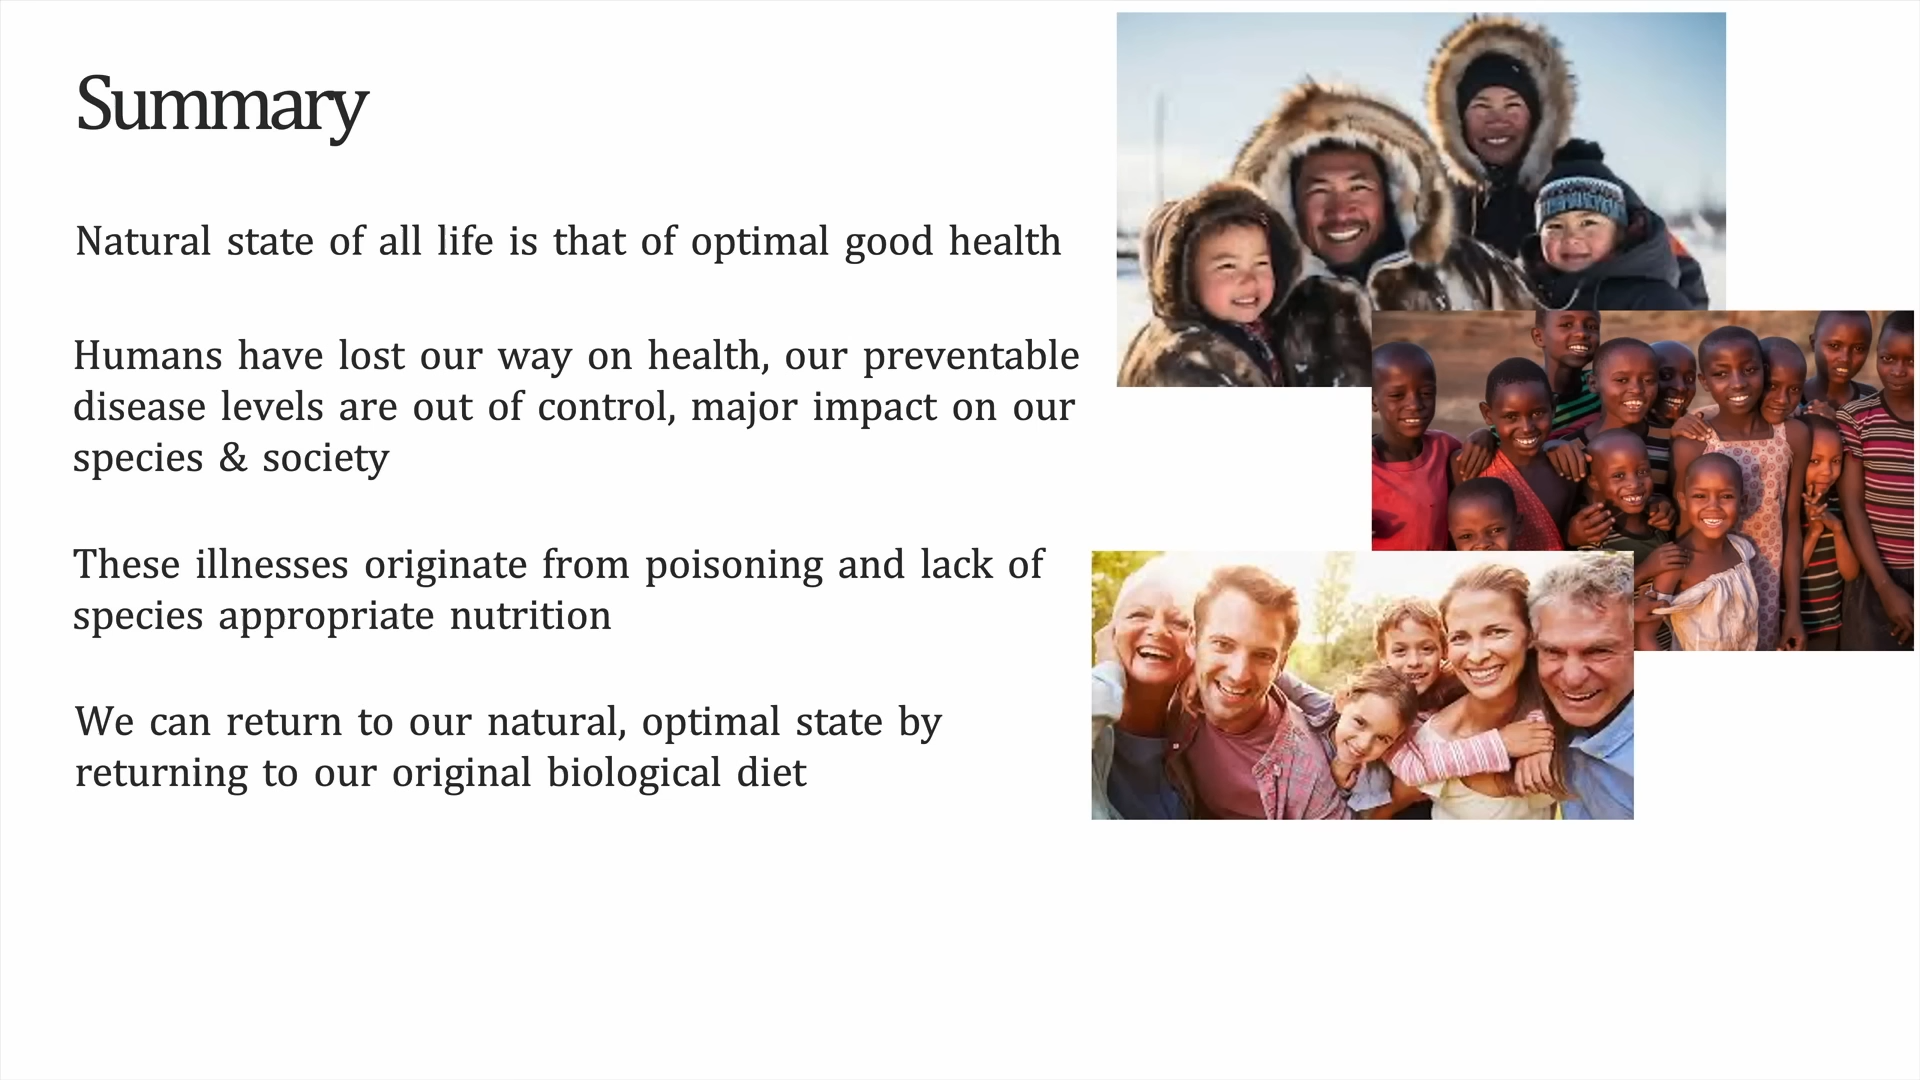 Summary
Natural state of all life is that of optimal good health
Humans have lost our way on health, our preventable
disease levels are out of control, major impact on our
species & society
These illnesses originate from poisoning and lack of
species appropriate nutrition
We can return to our natural, optimal state by
returning to our original biological diet